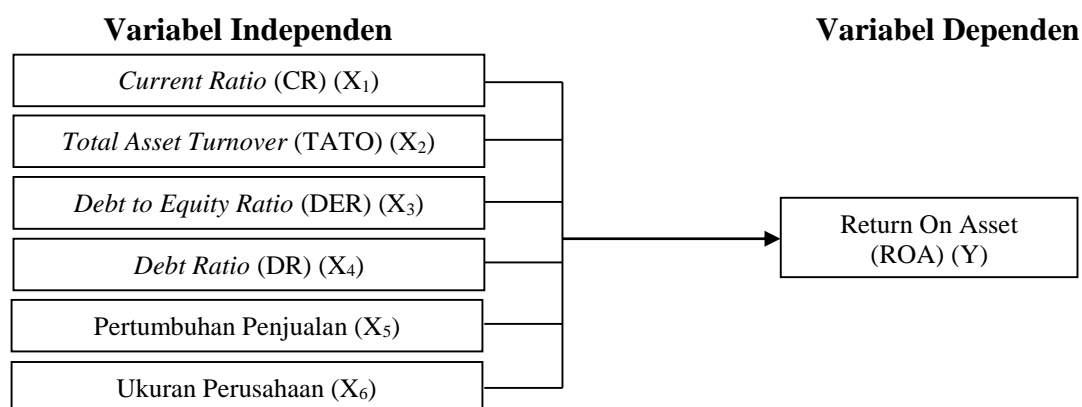 Variabel Independen
Variabel Dependen
Current Ratio (CR) (X₁)
Total Asset Turnover (TATO) (X₂)
Debt to Equity Ratio (DER) (X₃)
Debt Ratio (DR) (X₄)
Pertumbuhan Penjualan (X₅)
Ukuran Perusahaan (X₆)
Return On Asset
(ROA) (Y)